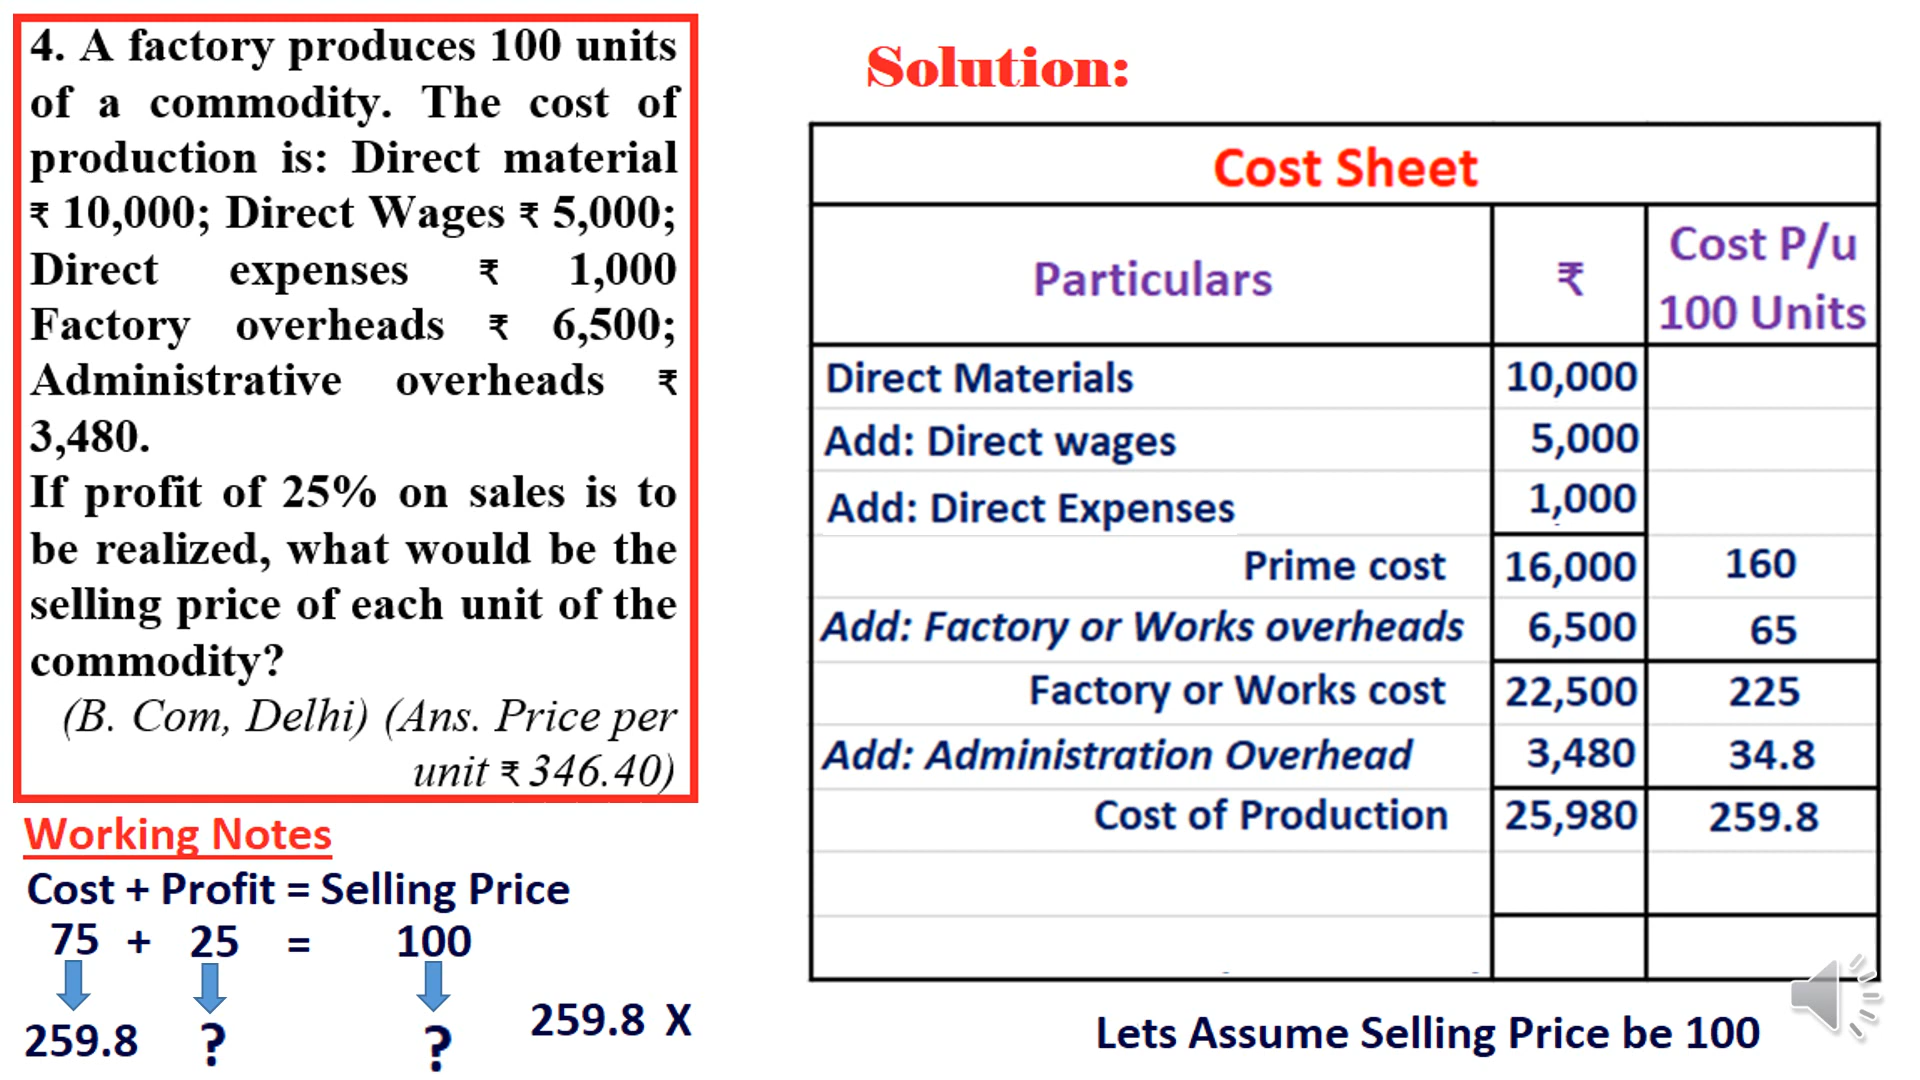 4. A factory produces 100 units
of a commodity. The cost of
production is: Direct material
₹ 10,000; Direct Wages ₹ 5,000;
Direct expenses ₹ 1,000
Factory overheads ₹ 6,500;
Administrative overheads ₹
3,480.
If profit of 25% on sales is to
be realized, what would be the
selling price of each unit of the
commodity?
(B. Com, Delhi) (Ans. Price per
unit ₹ 346.40)
Working Notes
Cost + Profit = Selling Price
75 + 25 = 100
259.8 ? ?
259.8 X
Solution:
Cost Sheet
Particulars ₹ Cost P/u
100 Units
Direct Materials 10,000
Add: Direct wages 5,000
Add: Direct Expenses 1,000
Prime cost 16,000 160
Add: Factory or Works overheads 6,500 65
Factory or Works cost 22,500 225
Add: Administration Overhead 3,480 34.8
Cost of Production 25,980 259.8
Lets Assume Selling Price be 100